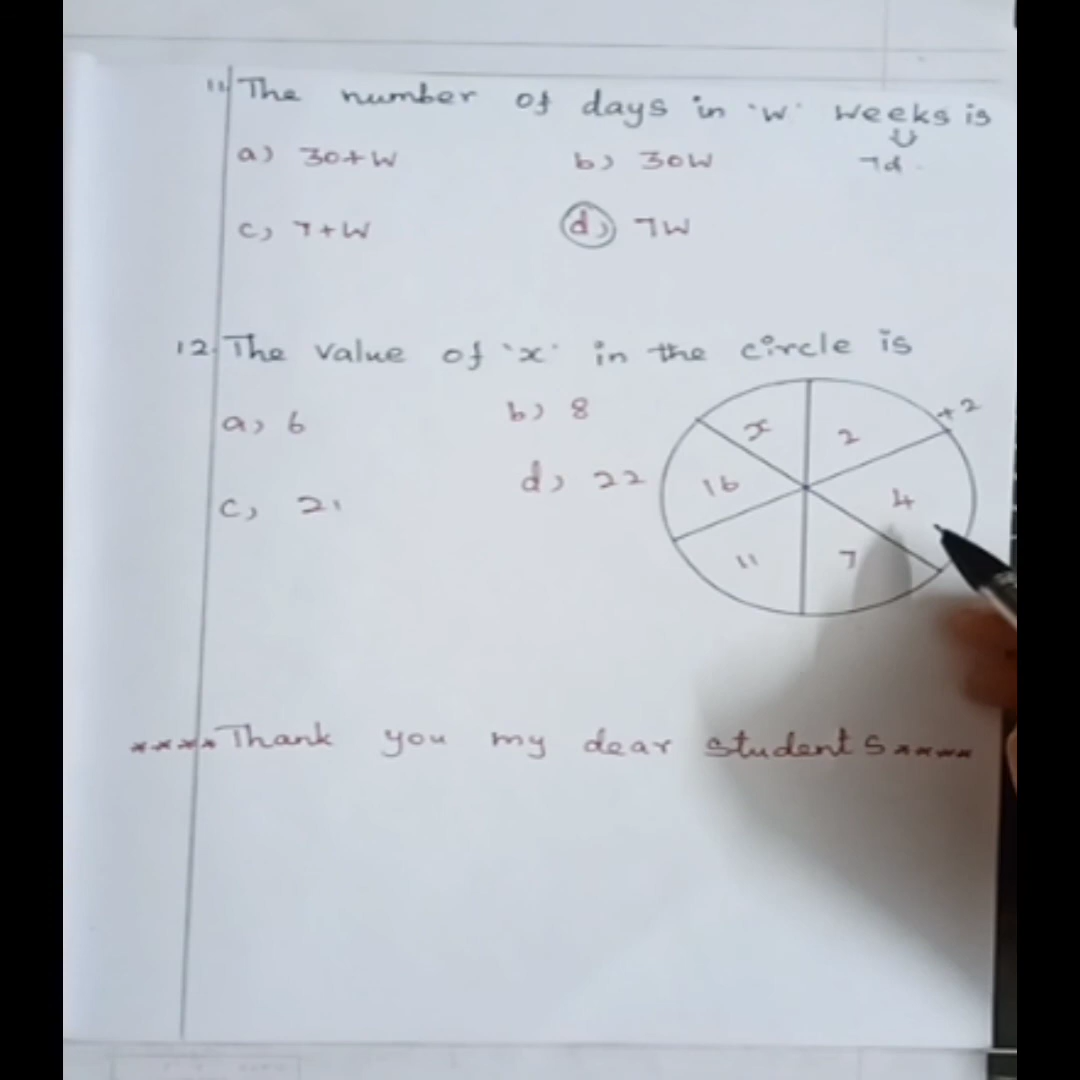 11. The number of days in 'w' weeks is
7d.
a) 30+W b) 30W
c) 7+W d) 7W
12. The value of 'x' in the circle is
a) 6 b) 8
c) 21 d) 22
+2
x 2
16 4
11 7
****Thank you my dear students****